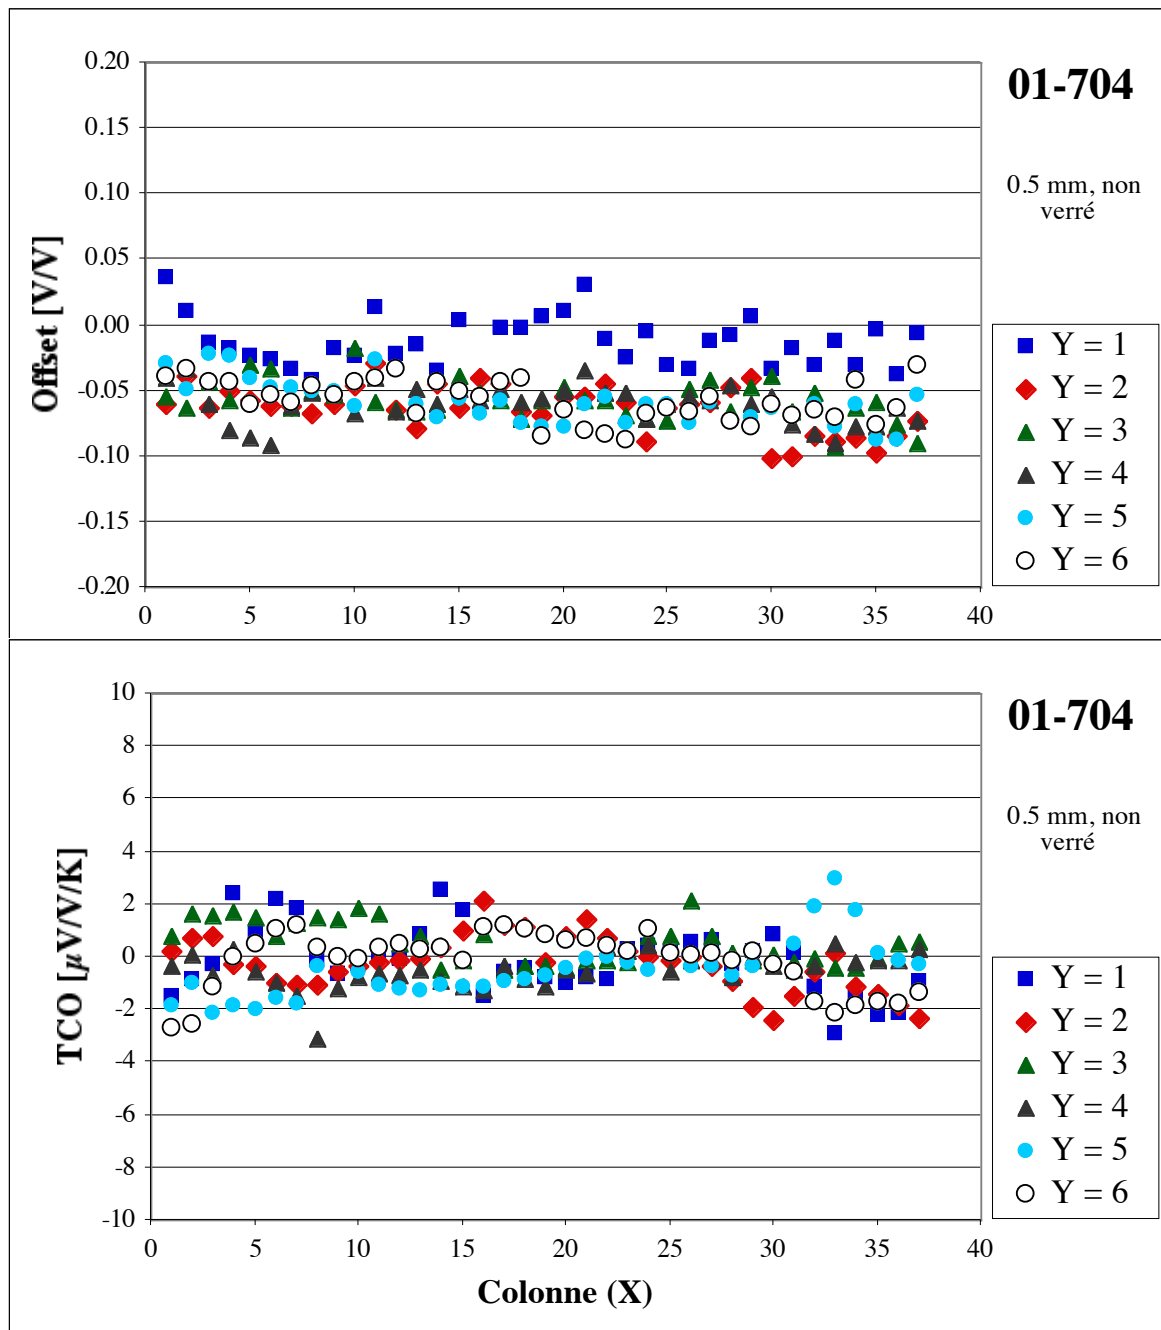 01-704
0.5 mm, non
verré
Offset [V/V]
0.20
0.15
0.10
0.05
0.00
-0.05
-0.10
-0.15
-0.20
0 5 10 15 20 25 30 35 40
Y = 1
Y = 2
Y = 3
Y = 4
Y = 5
Y = 6
01-704
0.5 mm, non
verré
TCO [µV/V/K]
10
8
6
4
2
0
-2
-4
-6
-8
-10
0 5 10 15 20 25 30 35 40
Colonne (X)
Y = 1
Y = 2
Y = 3
Y = 4
Y = 5
Y = 6